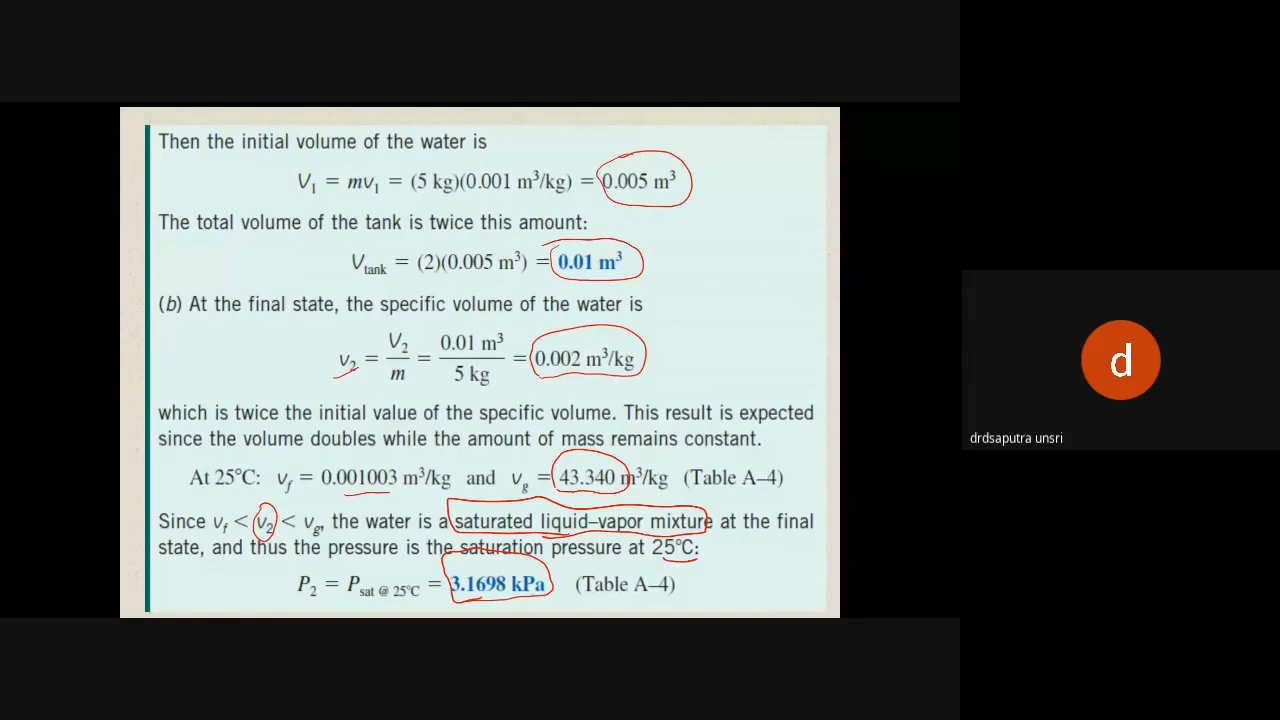 Then the initial volume of the water is
V₁ = mv₁ = (5 kg)(0.001 m³/kg) = 0.005 m³
The total volume of the tank is twice this amount:
V_tank = (2)(0.005 m³) = 0.01 m³
(b) At the final state, the specific volume of the water is
v₂ = V₂/m = 0.01 m³/5 kg = 0.002 m³/kg
which is twice the initial value of the specific volume. This result is expected
since the volume doubles while the amount of mass remains constant.
At 25°C: v_f = 0.001003 m³/kg and v_g = 43.340 m³/kg (Table A–4)
Since v_f < v₂ < v_g, the water is a saturated liquid–vapor mixture at the final
state, and thus the pressure is the saturation pressure at 25°C:
P₂ = P_sat @ 25°C = 3.1698 kPa (Table A–4)
d
drdsaputra unsri